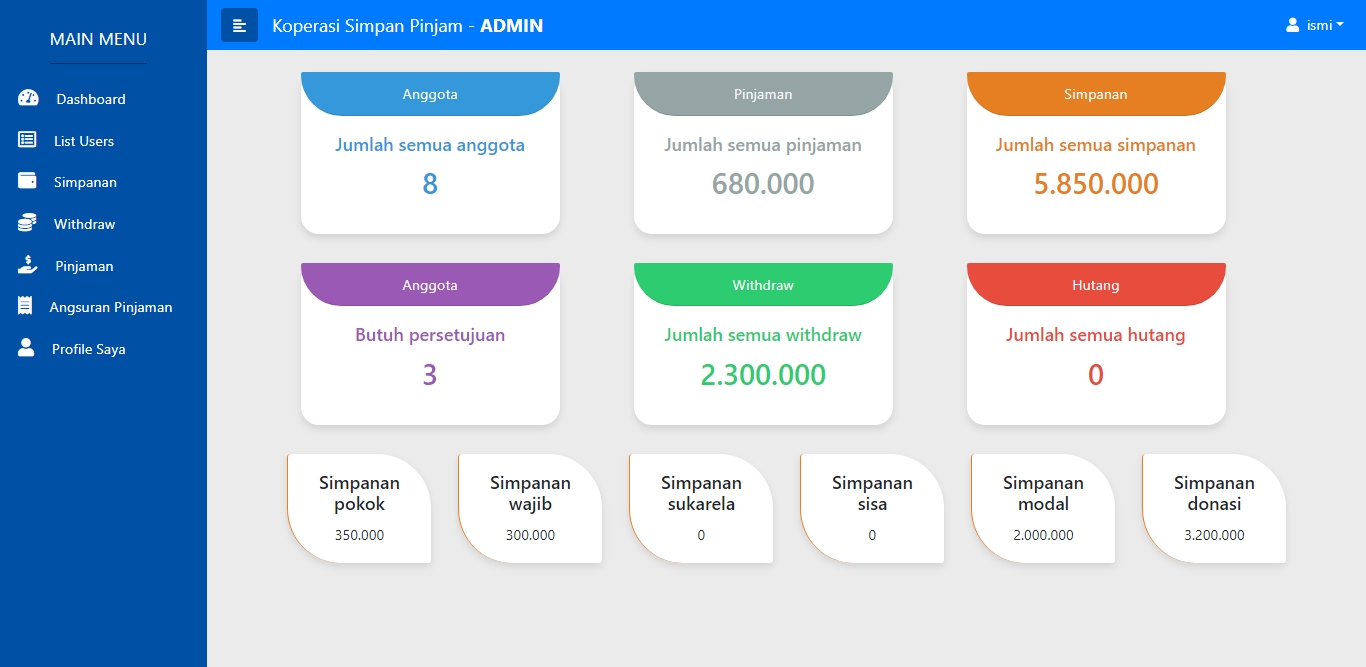 MAIN MENU
Dashboard
List Users
Simpanan
Withdraw
Pinjaman
Angsuran Pinjaman
Profile Saya
Koperasi Simpan Pinjam - ADMIN
ismi
Anggota
Jumlah semua anggota
8
Pinjaman
Jumlah semua pinjaman
680.000
Simpanan
Jumlah semua simpanan
5.850.000
Anggota
Butuh persetujuan
3
Withdraw
Jumlah semua withdraw
2.300.000
Hutang
Jumlah semua hutang
0
Simpanan
pokok
350.000
Simpanan
wajib
300.000
Simpanan
sukarela
0
Simpanan
sisa
0
Simpanan
modal
2.000.000
Simpanan
donasi
3.200.000